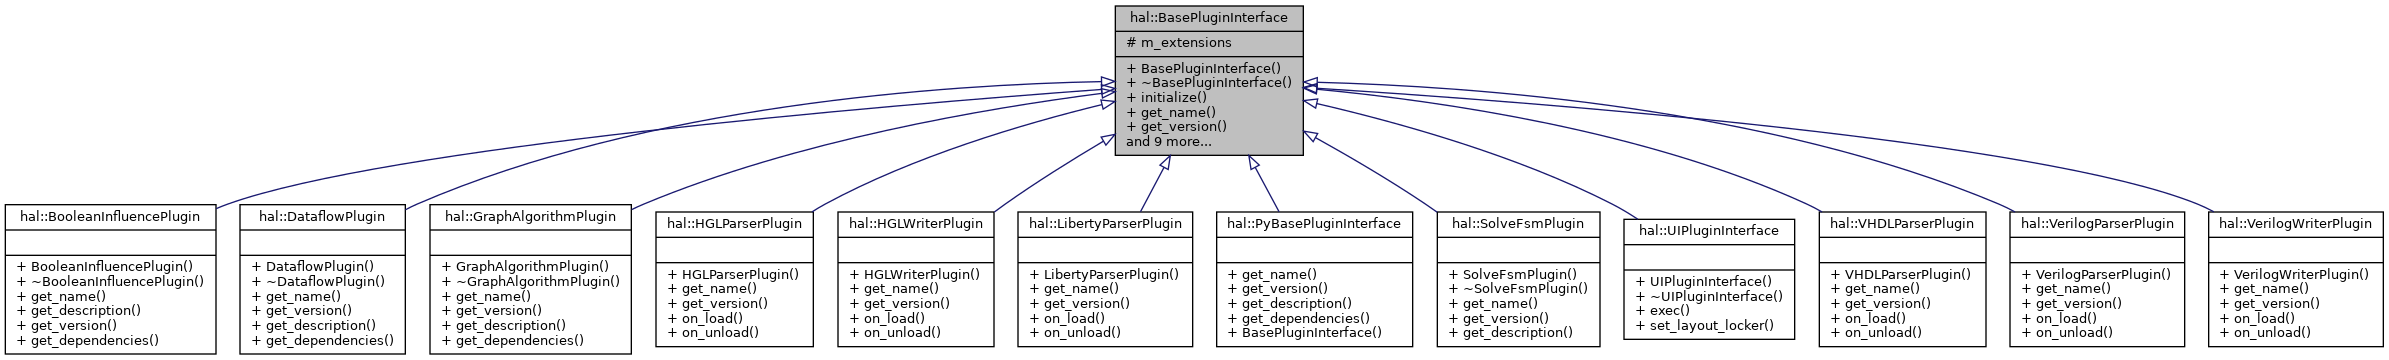 hal::BasePluginInterface
# m_extensions
+ BasePluginInterface()
+ ~BasePluginInterface()
+ initialize()
+ get_name()
+ get_version()
and 9 more...
hal::BooleanInfluencePlugin
+ BooleanInfluencePlugin()
+ ~BooleanInfluencePlugin()
+ get_name()
+ get_description()
+ get_version()
+ get_dependencies()
hal::DataflowPlugin
+ DataflowPlugin()
+ ~DataflowPlugin()
+ get_name()
+ get_version()
+ get_description()
+ get_dependencies()
hal::GraphAlgorithmPlugin
+ GraphAlgorithmPlugin()
+ ~GraphAlgorithmPlugin()
+ get_name()
+ get_version()
+ get_description()
+ get_dependencies()
hal::HGLParserPlugin
+ HGLParserPlugin()
+ get_name()
+ get_version()
+ on_load()
+ on_unload()
hal::HGLWriterPlugin
+ HGLWriterPlugin()
+ get_name()
+ get_version()
+ on_load()
+ on_unload()
hal::LibertyParserPlugin
+ LibertyParserPlugin()
+ get_name()
+ get_version()
+ on_load()
+ on_unload()
hal::PyBasePluginInterface
+ get_name()
+ get_version()
+ get_description()
+ get_dependencies()
+ BasePluginInterface()
hal::SolveFsmPlugin
+ SolveFsmPlugin()
+ ~SolveFsmPlugin()
+ get_name()
+ get_version()
+ get_description()
hal::UIPluginInterface
+ UIPluginInterface()
+ ~UIPluginInterface()
+ exec()
+ set_layout_locker()
hal::VHDLParserPlugin
+ VHDLParserPlugin()
+ get_name()
+ get_version()
+ on_load()
+ on_unload()
hal::VerilogParserPlugin
+ VerilogParserPlugin()
+ get_name()
+ get_version()
+ on_load()
+ on_unload()
hal::VerilogWriterPlugin
+ VerilogWriterPlugin()
+ get_name()
+ get_version()
+ on_load()
+ on_unload()